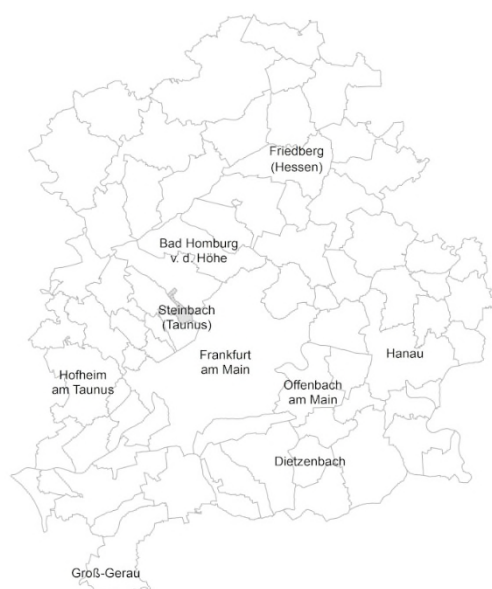 Friedberg
(Hessen)
Bad Homburg
v. d. Höhe
Steinbach
(Taunus)
Frankfurt
am Main
Hanau
Hofheim
am Taunus
Offenbach
am Main
Dietzenbach
Groß-Gerau